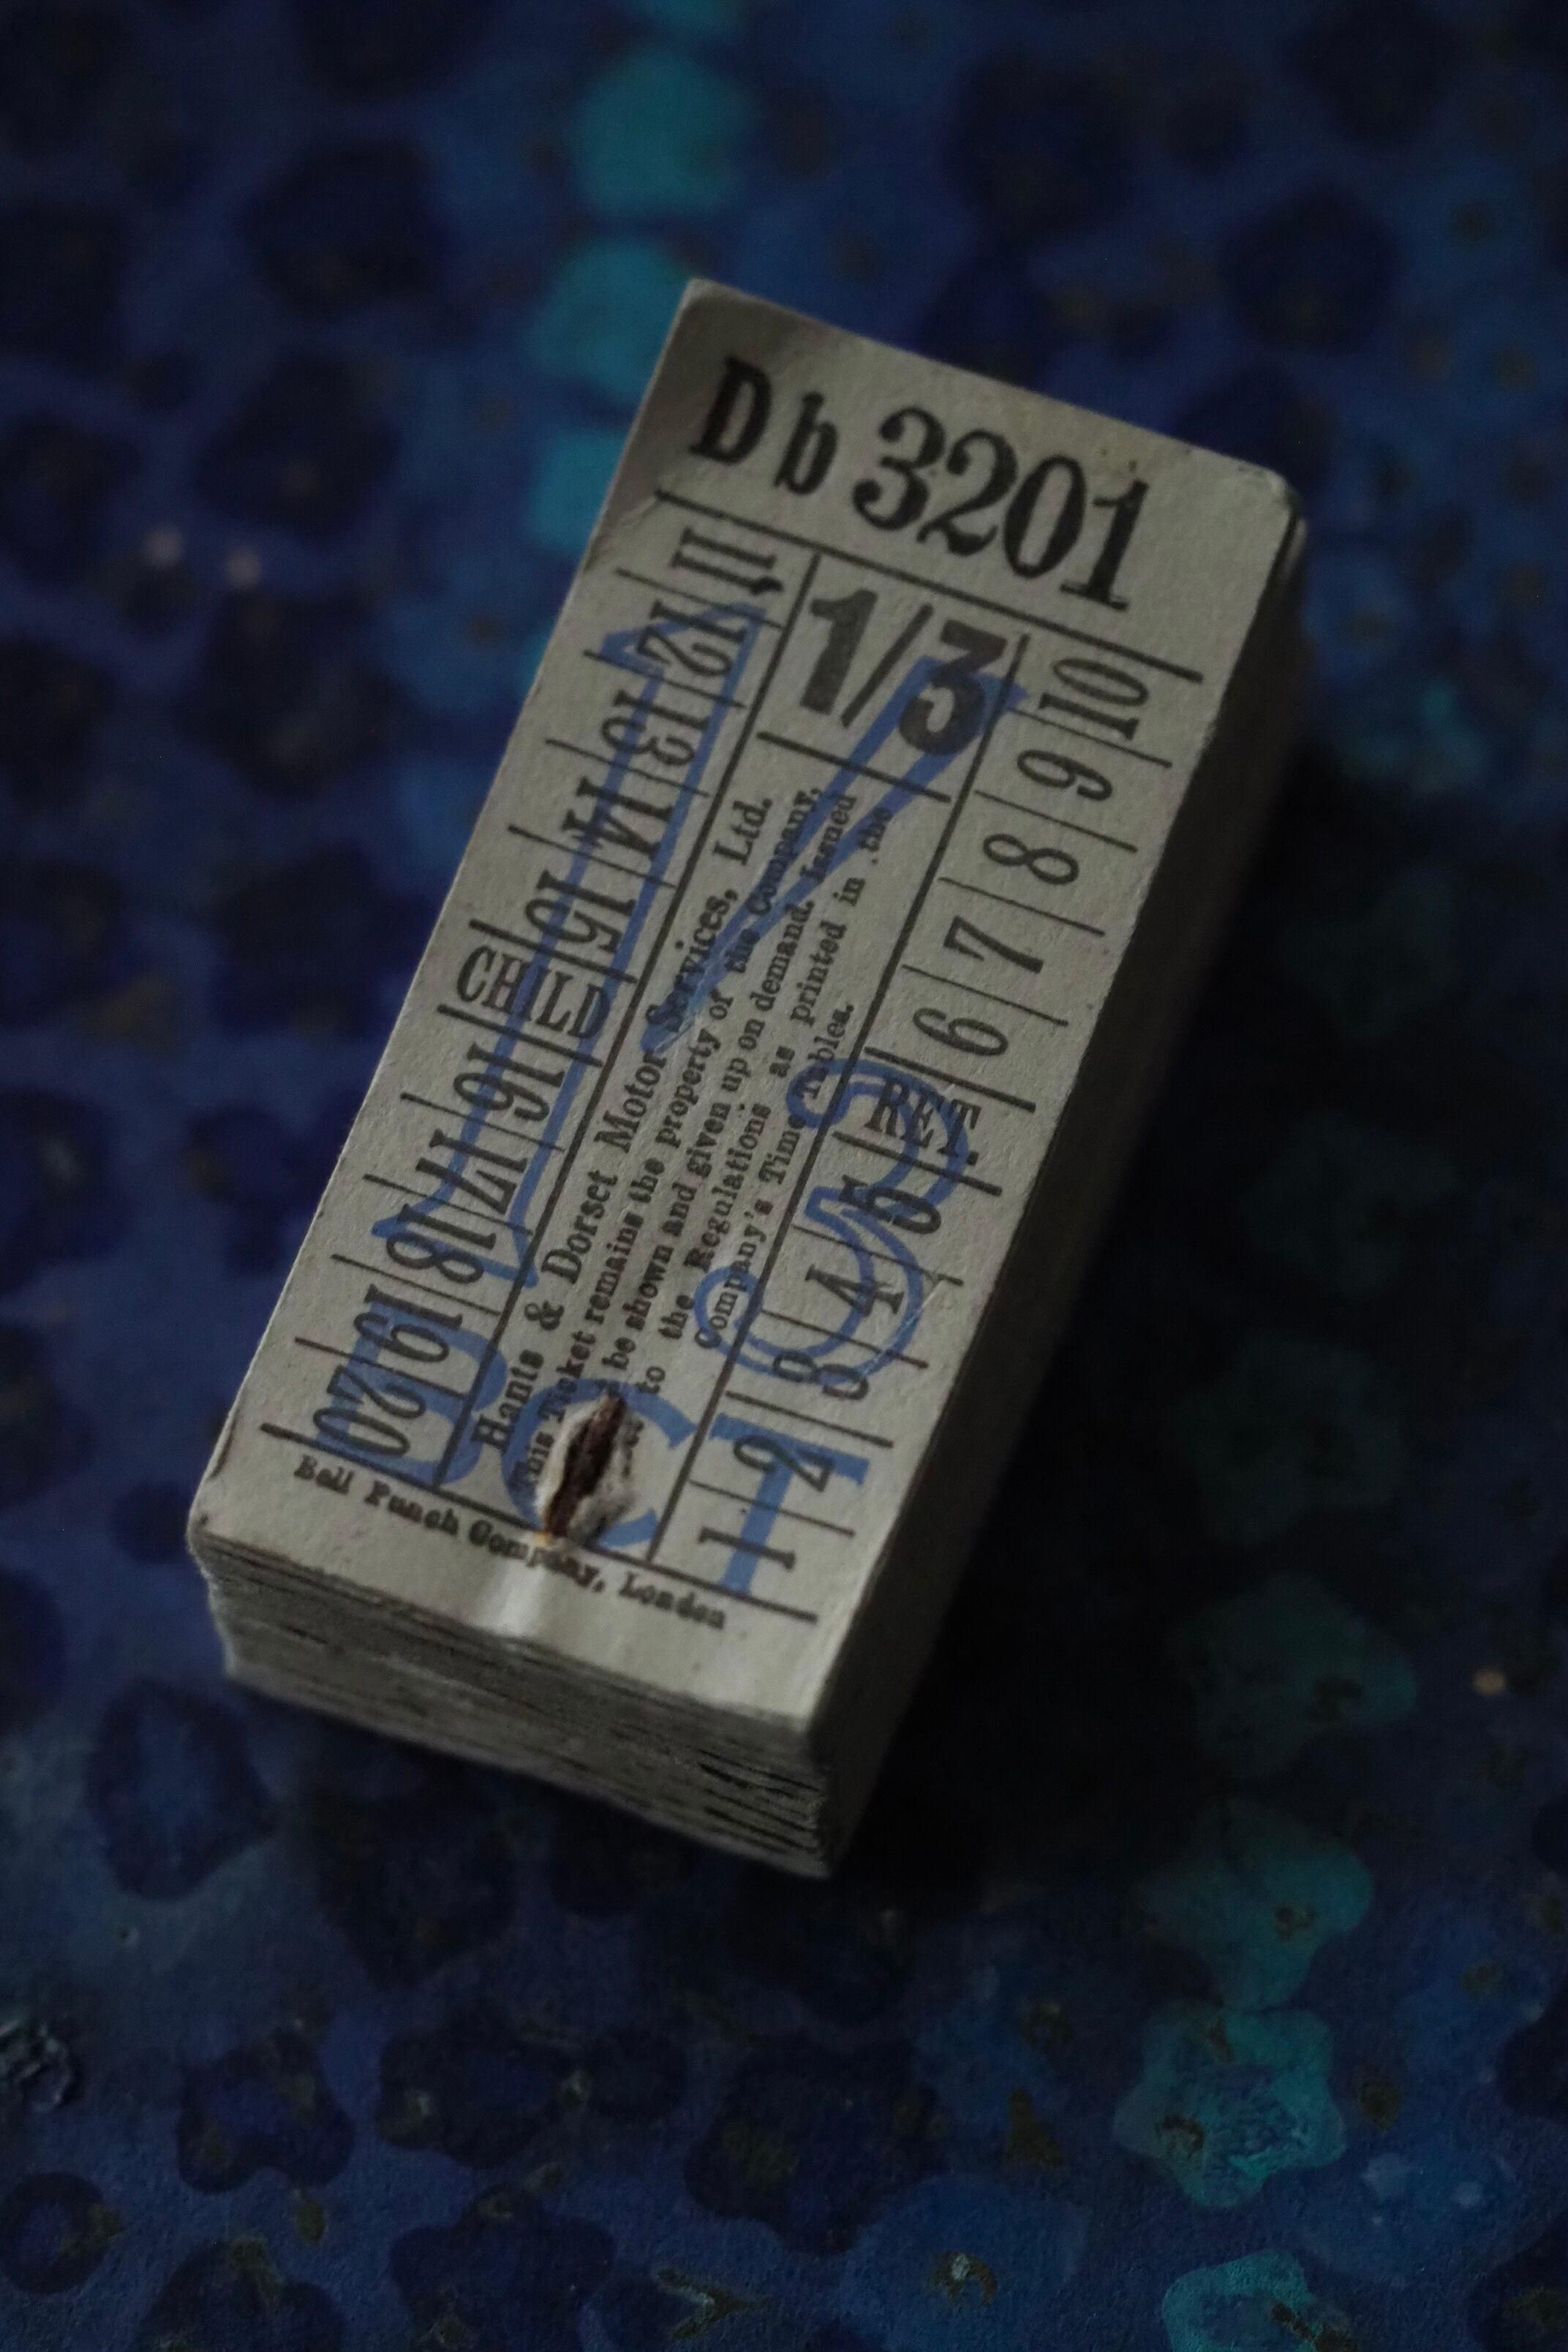 Db 3201
1/3
11
12
13
14
15
CHILD
16
17
18
19
20
Hants & Dorset Motor Services, Ltd.
This Ticket remains the property of the Company,
be shown and given up on demand. Issued
to the Regulations as printed in the
Company's Time Tables.
10
9
8
7
6
RET.
5
4
3
2
1
Bell Punch Company, London